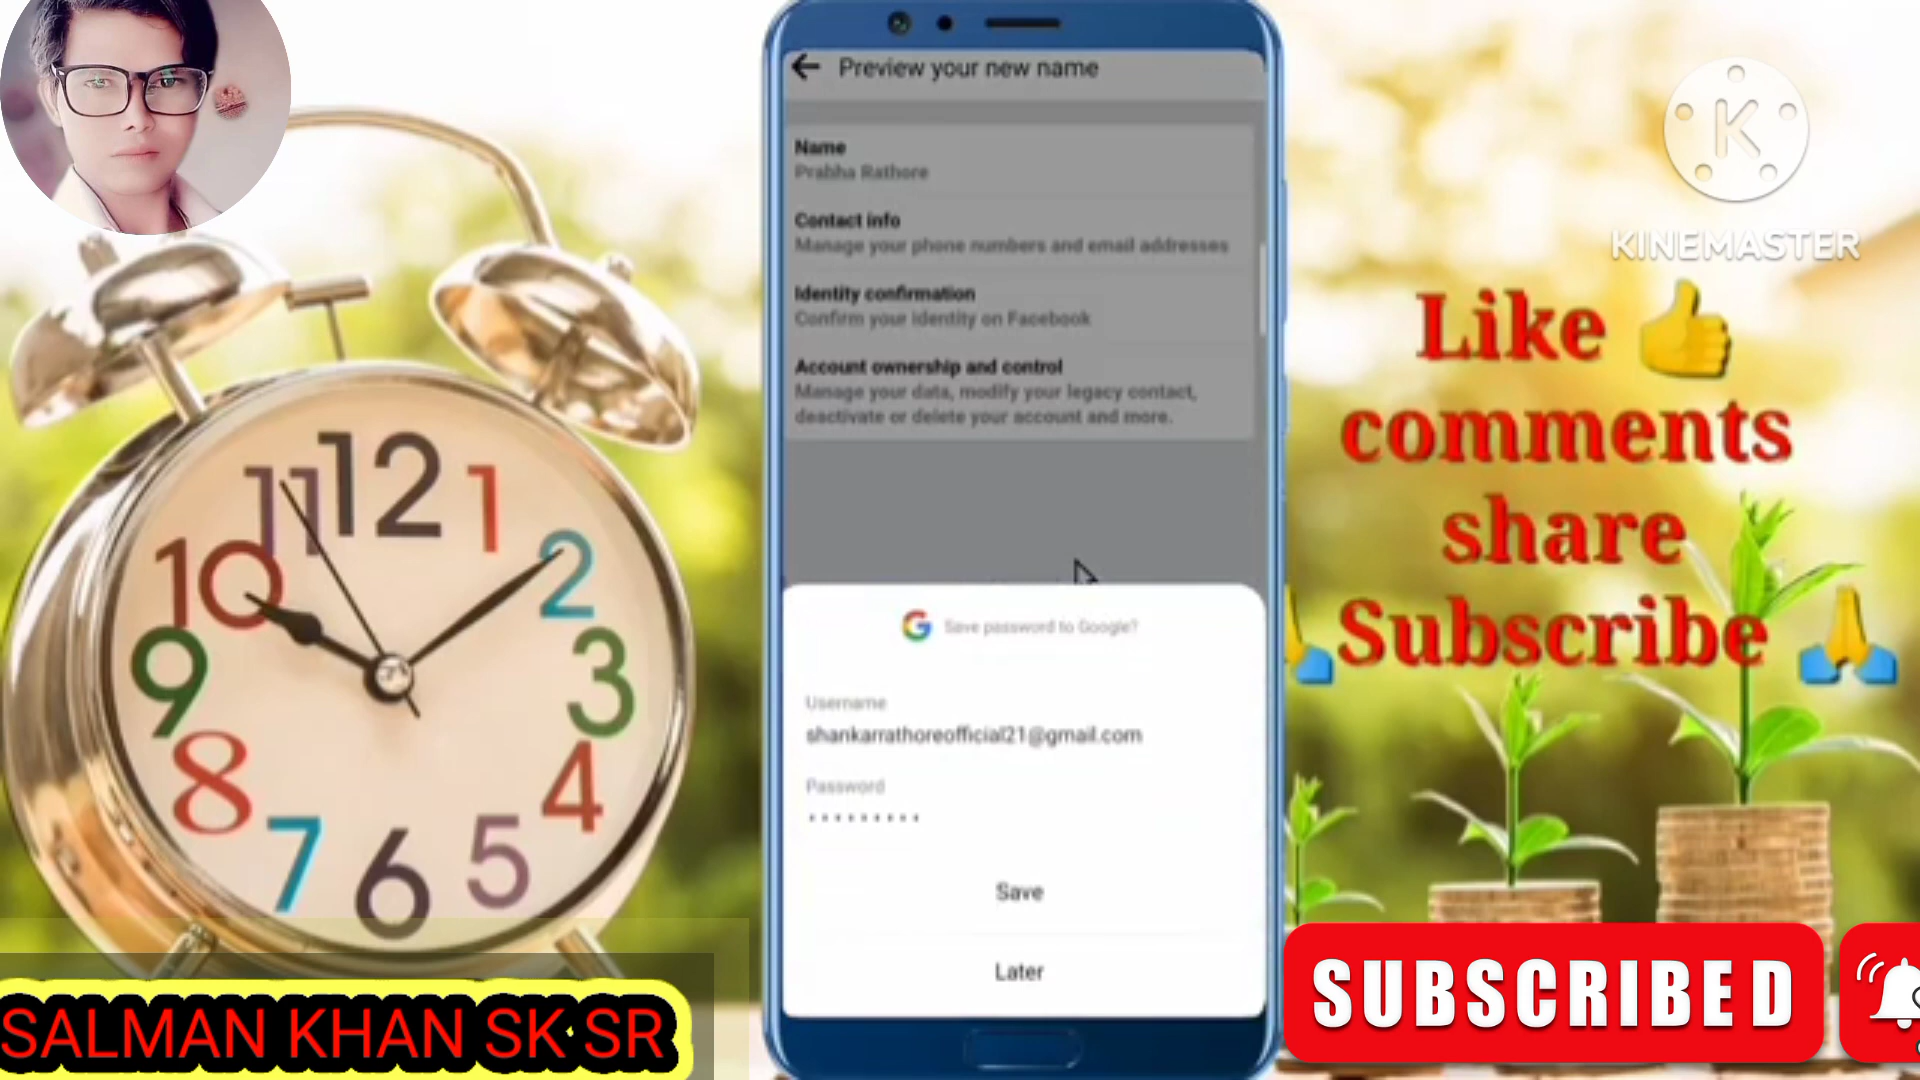 Preview your new name
Name
Prabha Rathore
Contact info
Manage your phone numbers and email addresses
Identity confirmation
Confirm your identity on Facebook
Account ownership and control
Manage your data, modify your legacy contact,
deactivate or delete your account and more.
Save password to Google?
Username
shankarrathoreofficial21@gmail.com
Password
•••••••••
Save
Later
K
KINEMASTER
Like 👍
comments
share
🙏Subscribe 🙏
SUBSCRIBED
12
1
2
3
4
5
6
7
8
9
10
11
SALMAN KHAN SK SR